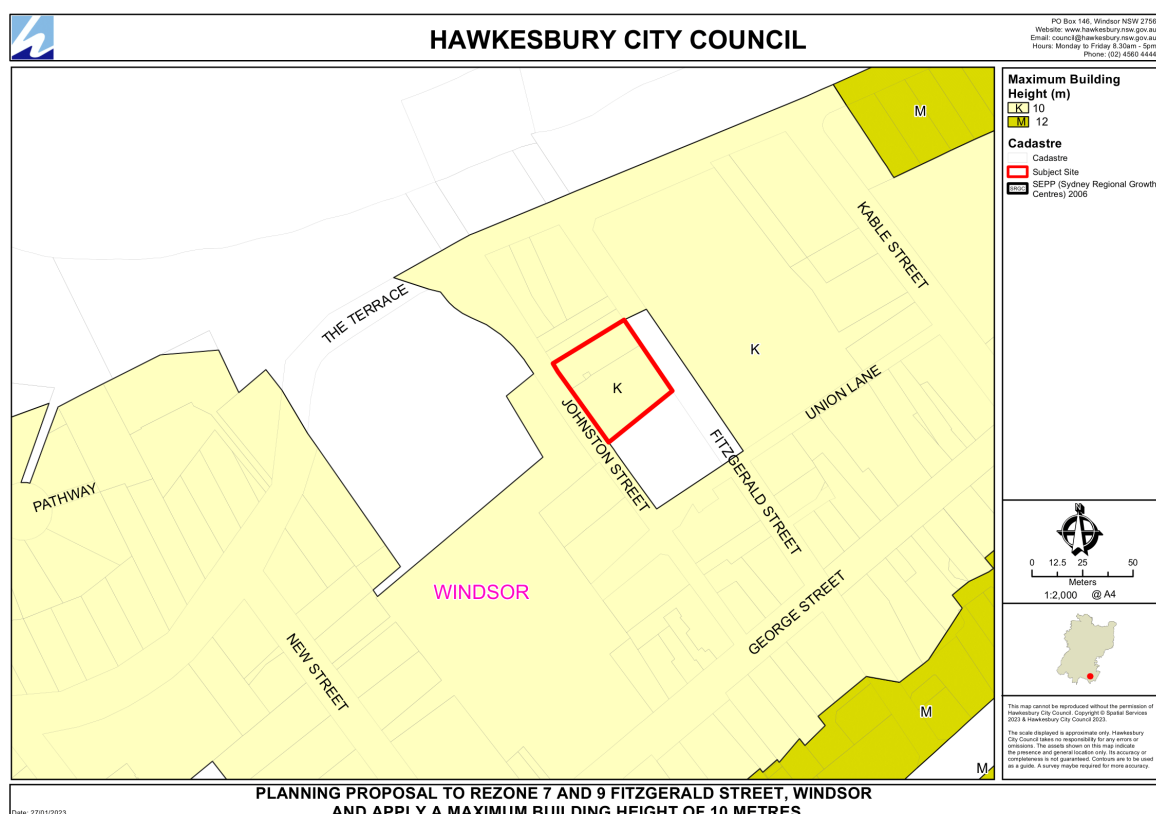 HAWKESBURY CITY COUNCIL
PO Box 146, Windsor NSW 2756
Website: www.hawkesbury.nsw.gov.au
Email: council@hawkesbury.nsw.gov.au
Hours: Monday to Friday 8.30am - 5pm
Phone: (02) 4560 4444
Maximum Building
Height (m)
K 10
M 12
Cadastre
Cadastre
Subject Site
SRGC SEPP (Sydney Regional Growth
Centres) 2006
M
KABLE STREET
THE TERRACE
K
K
UNION LANE
JOHNSTON STREET
FITZGERALD STREET
PATHWAY
WINDSOR
GEORGE STREET
NEW STREET
M
M
N
0 12.5 25 50
Meters
1:2,000 @ A4
This map cannot be reproduced without the permission of
Hawkesbury City Council. Copyright © Spatial Services
2023 & Hawkesbury City Council 2023.
The scale displayed is approximate only. Hawkesbury
City Council takes no responsibility for any errors or
omissions. The assets shown on this map indicate
the presence and general location only. Its accuracy or
completeness is not guaranteed. Contours are to be used
as a guide. A survey maybe required for more accuracy.
PLANNING PROPOSAL TO REZONE 7 AND 9 FITZGERALD STREET, WINDSOR
AND APPLY A MAXIMUM BUILDING HEIGHT OF 10 METRES
Date: 27/01/2023